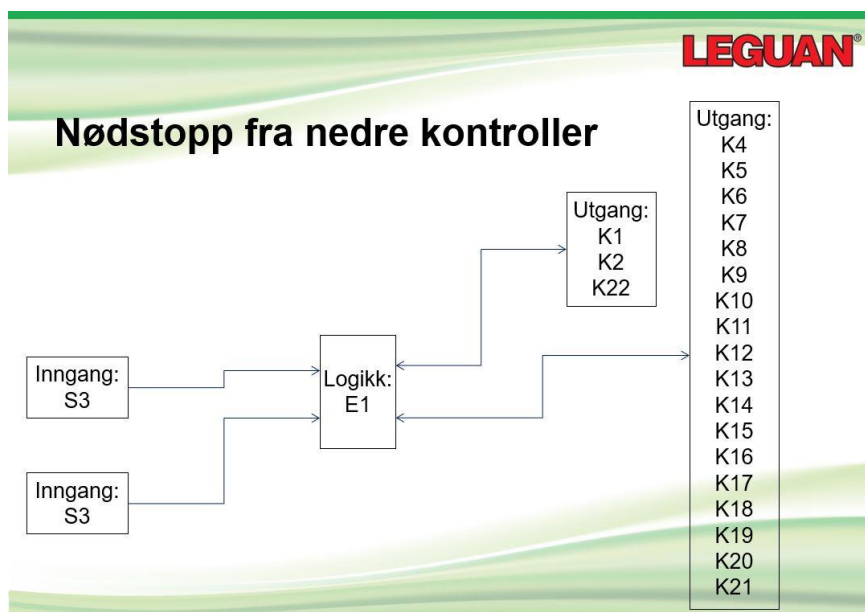 LEGUAN®
Nødstopp fra nedre kontroller
Utgang:
K4
K5
K6
K7
K8
K9
K10
K11
K12
K13
K14
K15
K16
K17
K18
K19
K20
K21
Utgang:
K1
K2
K22
Logikk:
E1
Inngang:
S3
Inngang:
S3